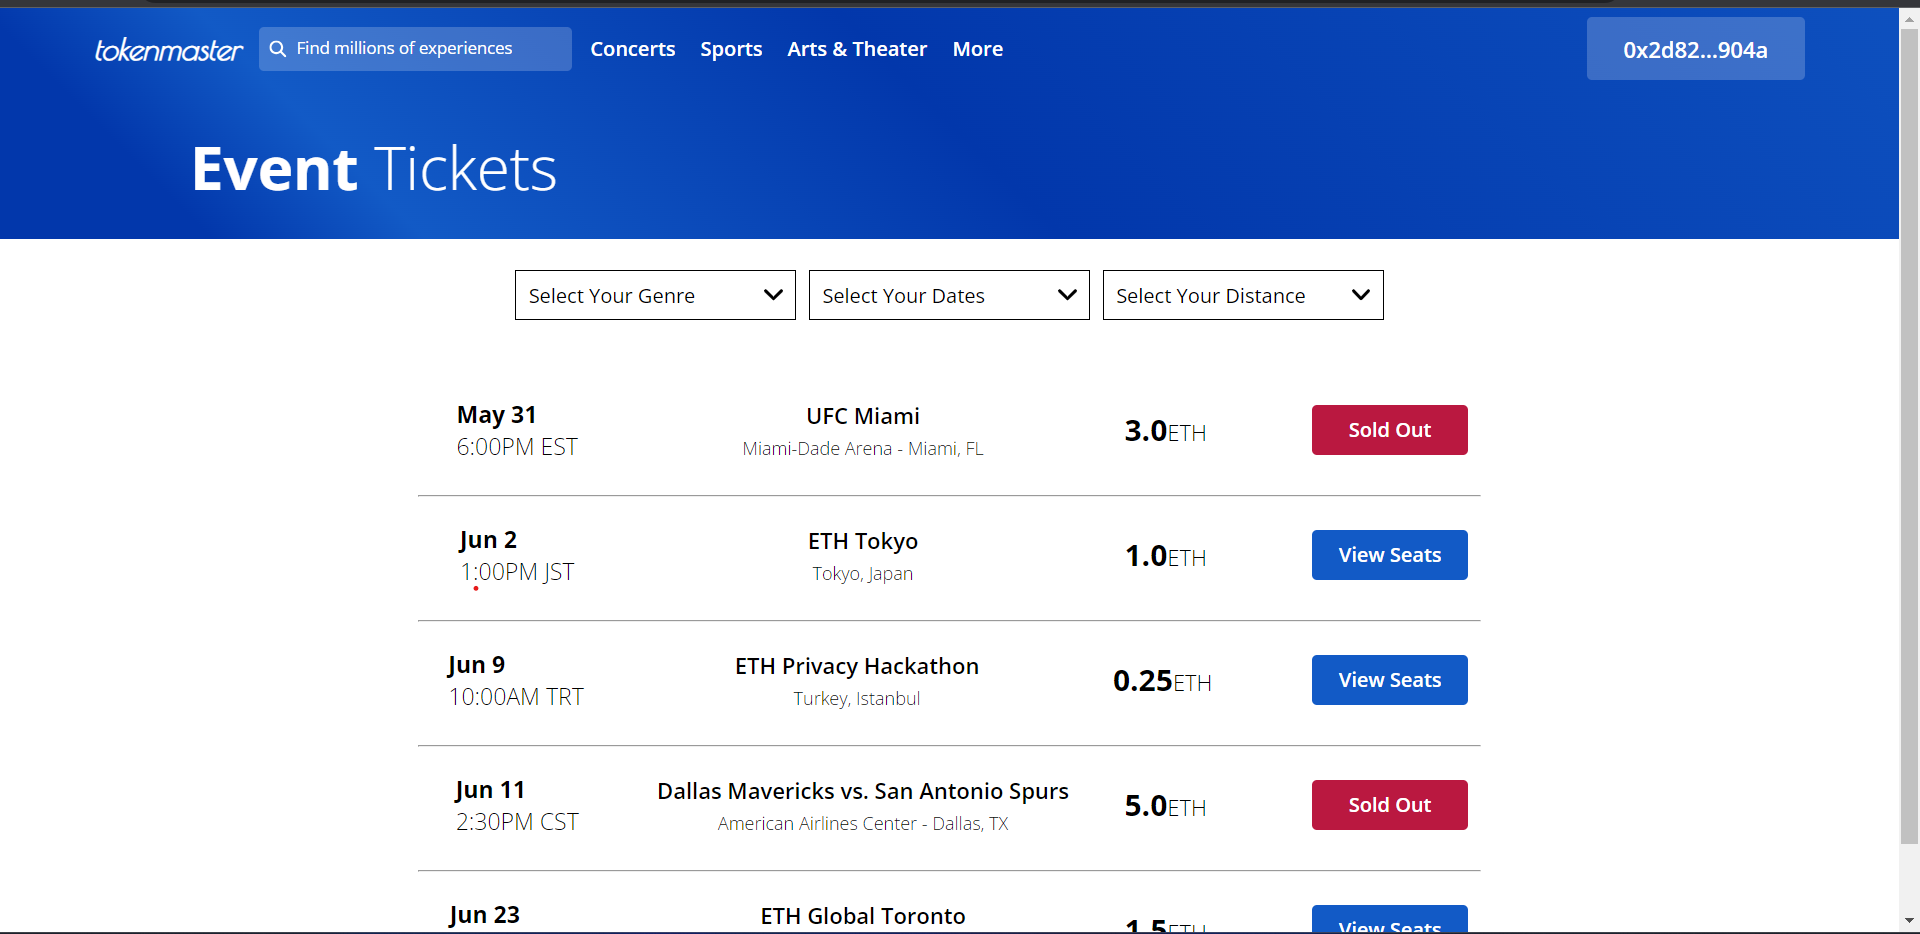 tokenmaster
Find millions of experiences
Concerts
Sports
Arts & Theater
More
0x2d82...904a
Event Tickets
Select Your Genre
Select Your Dates
Select Your Distance
May 31
6:00PM EST
UFC Miami
Miami-Dade Arena - Miami, FL
3.0ETH
Sold Out
Jun 2
1:00PM JST
ETH Tokyo
Tokyo, Japan
1.0ETH
View Seats
Jun 9
10:00AM TRT
ETH Privacy Hackathon
Turkey, Istanbul
0.25ETH
View Seats
Jun 11
2:30PM CST
Dallas Mavericks vs. San Antonio Spurs
American Airlines Center - Dallas, TX
5.0ETH
Sold Out
Jun 23
ETH Global Toronto
1.5ETH
View Seats